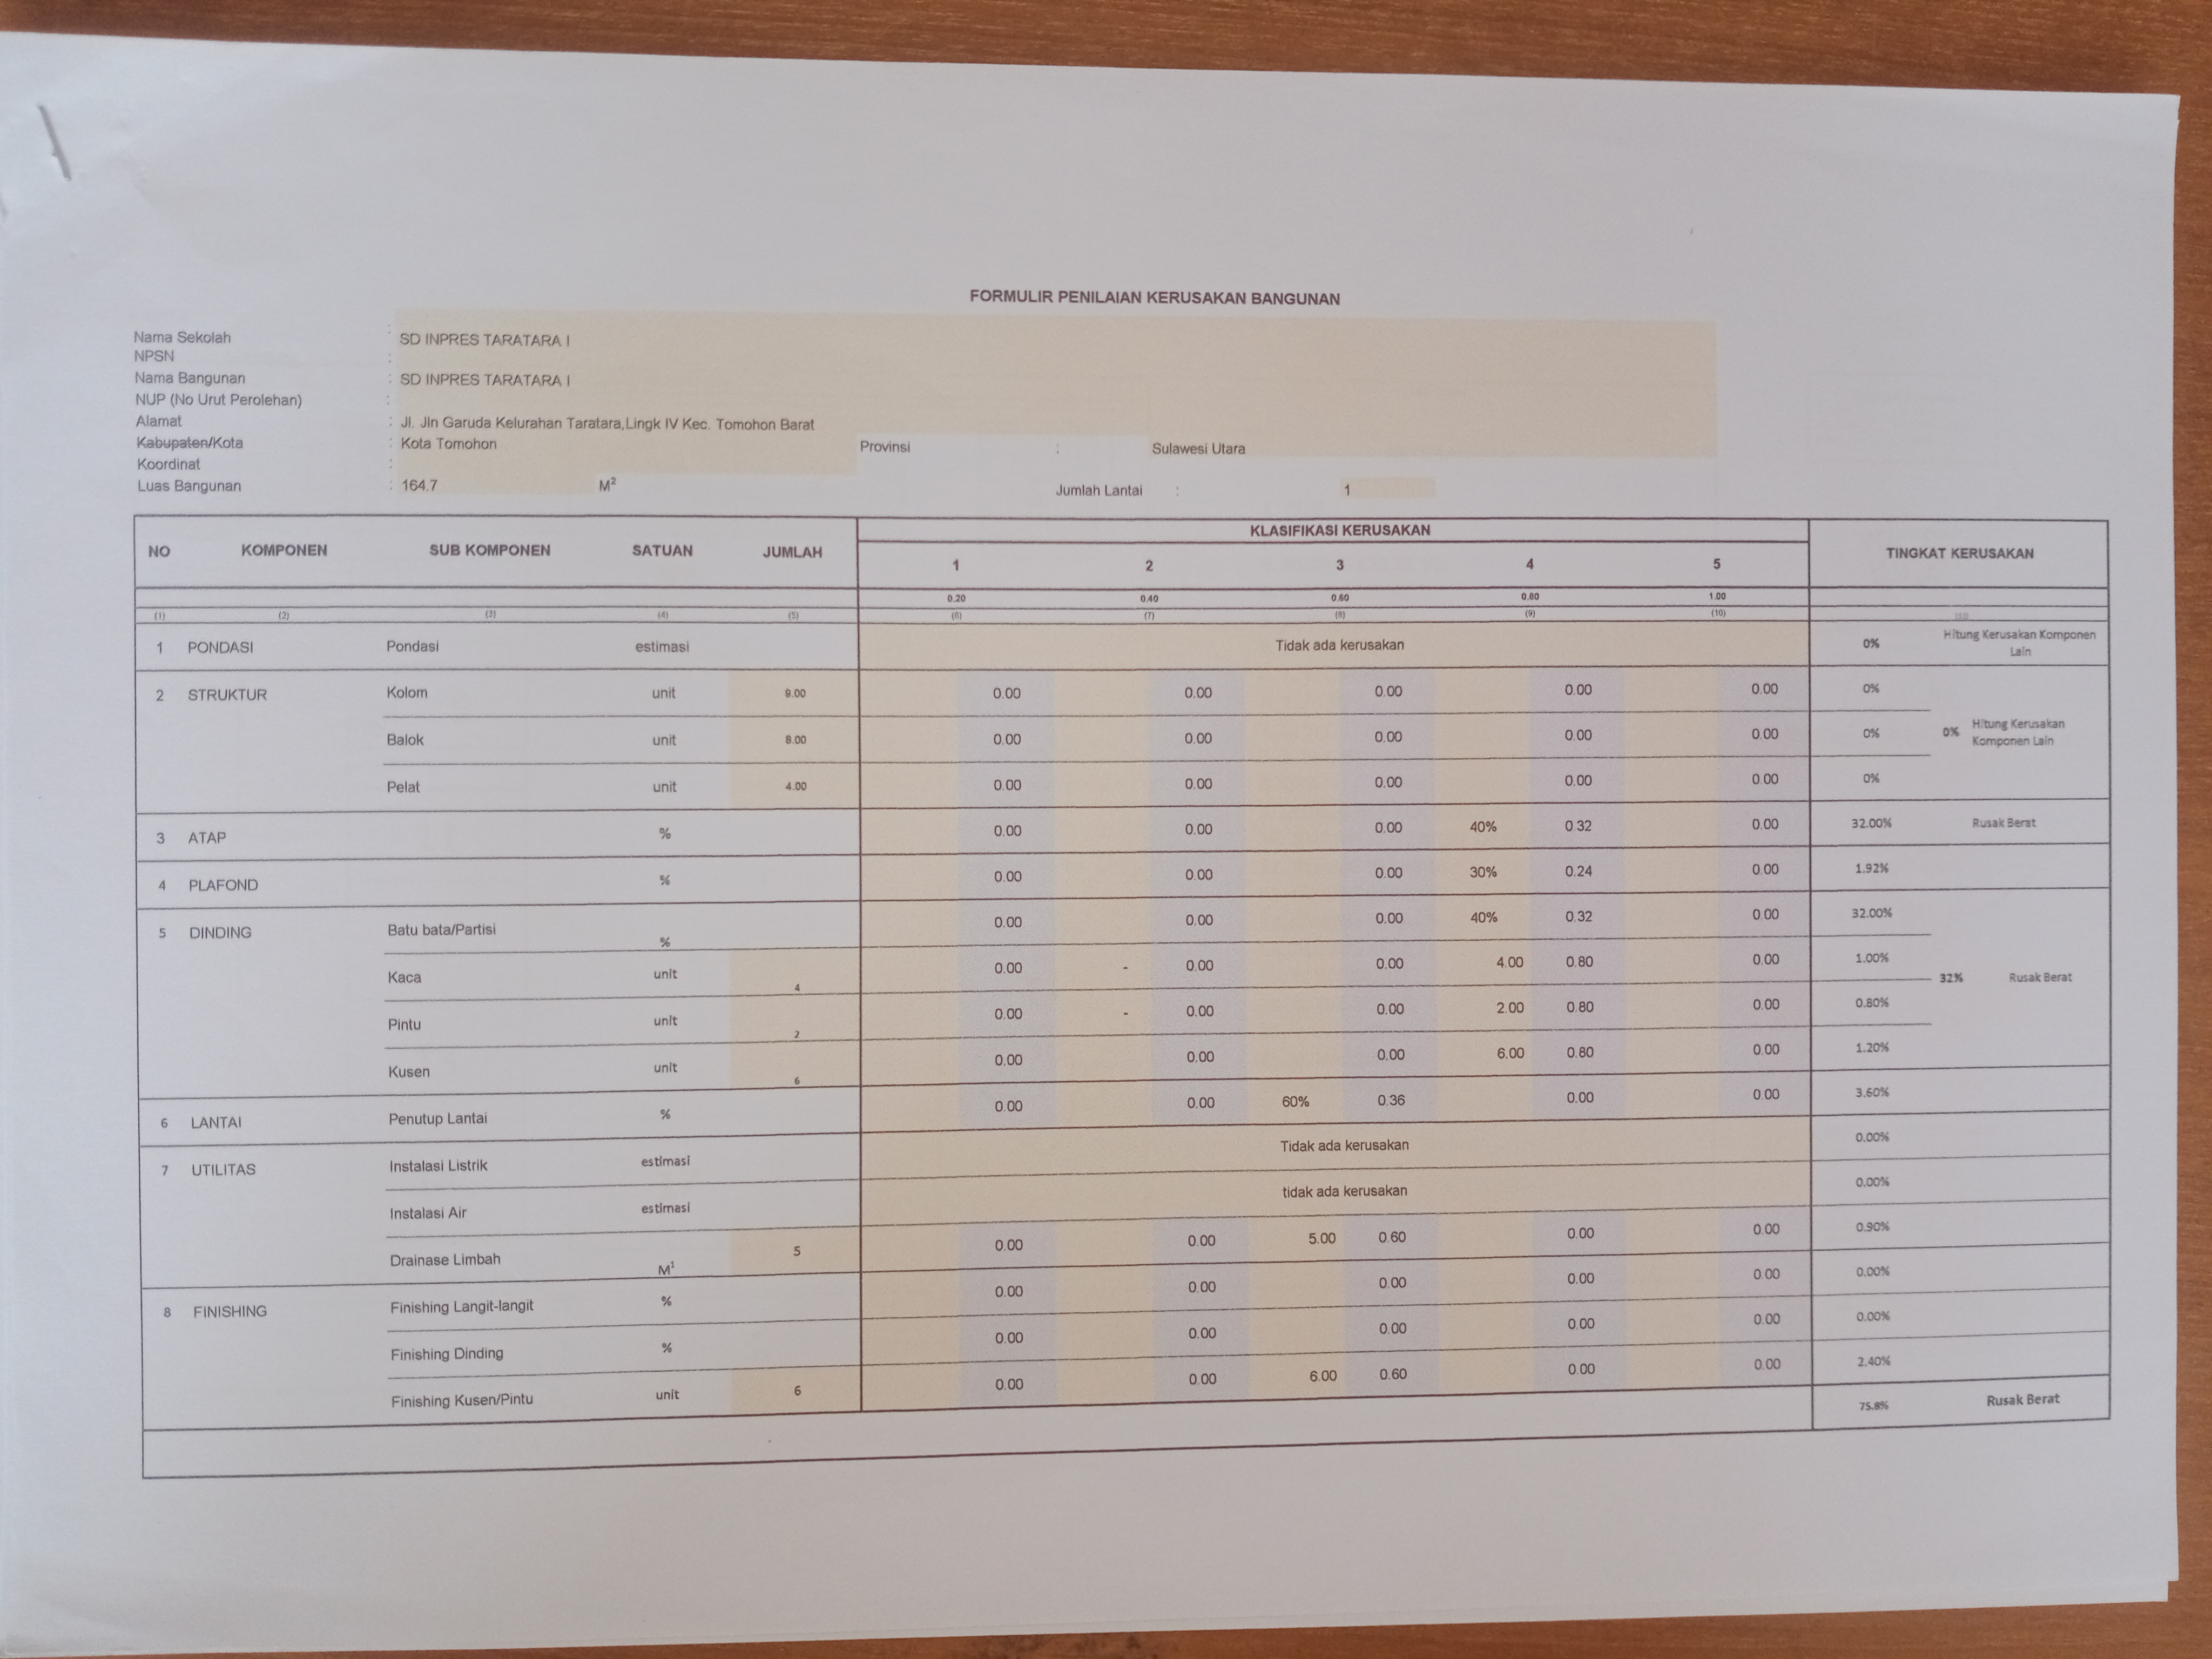 FORMULIR PENILAIAN KERUSAKAN BANGUNAN
Nama Sekolah : SD INPRES TARATARA I
NPSN :
Nama Bangunan : SD INPRES TARATARA I
NUP (No Urut Perolehan) :
Alamat : Jl. Jln Garuda Kelurahan Taratara,Lingk IV Kec. Tomohon Barat
Kabupaten/Kota : Kota Tomohon Provinsi : Sulawesi Utara
Koordinat :
Luas Bangunan : 164.7 M² Jumlah Lantai : 1
NO KOMPONEN SUB KOMPONEN SATUAN JUMLAH KLASIFIKASI KERUSAKAN TINGKAT KERUSAKAN
1 2 3 4 5
0.20 0.40 0.60 0.80 1.00
(1) (2) (3) (4) (5) (6) (7) (8) (9) (10)
1 PONDASI Pondasi estimasi Tidak ada kerusakan 0% Hitung Kerusakan Komponen Lain
2 STRUKTUR Kolom unit 9.00 0.00 0.00 0.00 0.00 0.00 0%
Balok unit 8.00 0.00 0.00 0.00 0.00 0.00 0% 0% Hitung Kerusakan Komponen Lain
Pelat unit 4.00 0.00 0.00 0.00 0.00 0.00 0%
3 ATAP % 0.00 0.00 0.00 40% 0.32 0.00 32.00% Rusak Berat
4 PLAFOND % 0.00 0.00 0.00 30% 0.24 0.00 1.92%
5 DINDING Batu bata/Partisi % 0.00 0.00 0.00 40% 0.32 0.00 32.00%
Kaca unit 4 0.00 - 0.00 0.00 4.00 0.80 0.00 1.00% 32% Rusak Berat
Pintu unit 2 0.00 - 0.00 0.00 2.00 0.80 0.00 0.80%
Kusen unit 6 0.00 0.00 0.00 6.00 0.80 0.00 1.20%
6 LANTAI Penutup Lantai % 0.00 0.00 60% 0.36 0.00 0.00 3.60%
7 UTILITAS Instalasi Listrik estimasi Tidak ada kerusakan 0.00%
Instalasi Air estimasi tidak ada kerusakan 0.00%
Drainase Limbah M¹ 5 0.00 0.00 5.00 0.60 0.00 0.00 0.90%
8 FINISHING Finishing Langit-langit % 0.00 0.00 0.00 0.00 0.00 0.00%
Finishing Dinding % 0.00 0.00 0.00 0.00 0.00 0.00%
Finishing Kusen/Pintu unit 6 0.00 0.00 6.00 0.60 0.00 0.00 2.40%
75.8% Rusak Berat